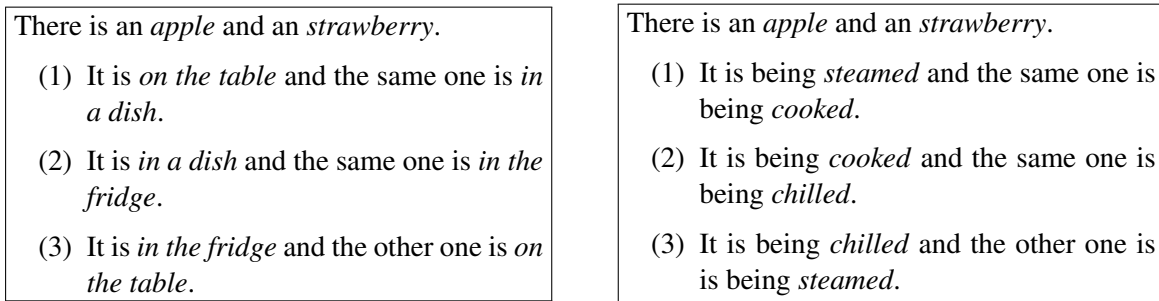 There is an apple and an strawberry.
(1) It is on the table and the same one is in
a dish.
(2) It is in a dish and the same one is in the
fridge.
(3) It is in the fridge and the other one is on
the table.
There is an apple and an strawberry.
(1) It is being steamed and the same one is
being cooked.
(2) It is being cooked and the same one is
being chilled.
(3) It is being chilled and the other one is
is being steamed.